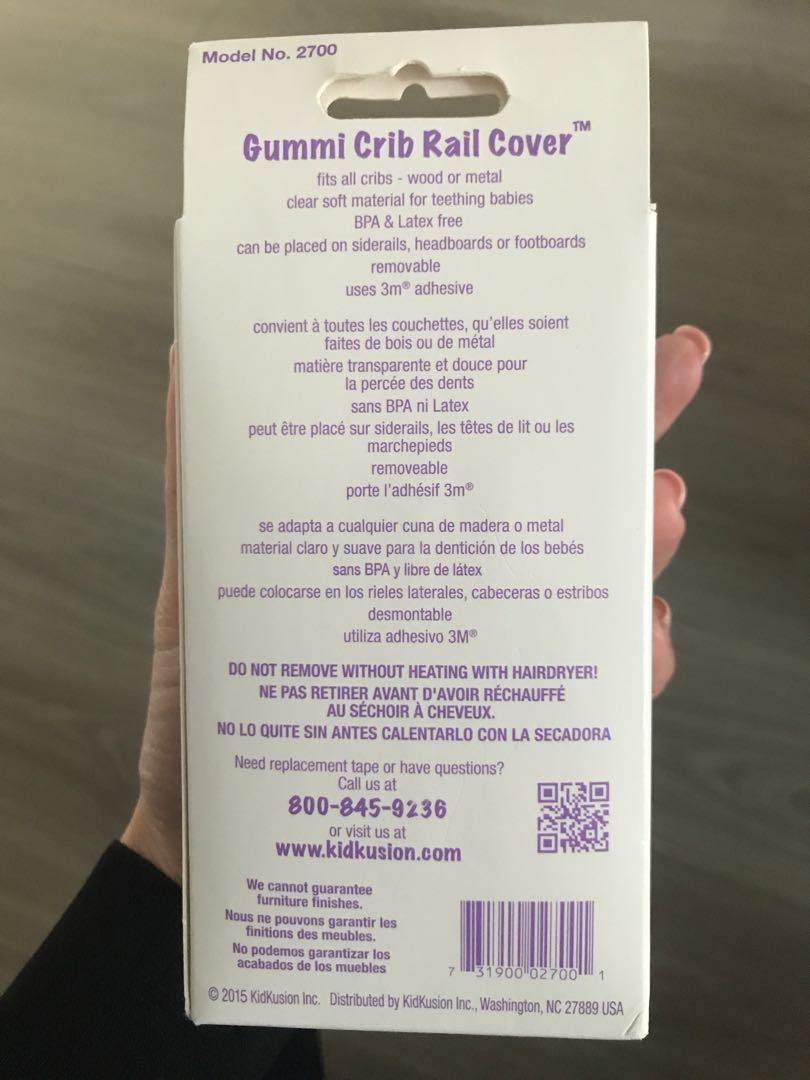 Model No. 2700
Gummi Crib Rail Cover™
fits all cribs - wood or metal
clear soft material for teething babies
BPA & Latex free
can be placed on siderails, headboards or footboards
removable
uses 3m® adhesive
convient à toutes les couchettes, qu'elles soient
faites de bois ou de métal
matière transparente et douce pour
la percée des dents
sans BPA ni Latex
peut être placé sur siderails, les têtes de lit ou les
marchepieds
removeable
porte l'adhésif 3m®
se adapta a cualquier cuna de madera o metal
material claro y suave para la dentición de los bebés
sans BPA y libre de látex
puede colocarse en los rieles laterales, cabeceras o estribos
desmontable
utiliza adhesivo 3M®
DO NOT REMOVE WITHOUT HEATING WITH HAIRDRYER!
NE PAS RETIRER AVANT D'AVOIR RÉCHAUFFÉ
AU SÉCHOIR À CHEVEUX.
NO LO QUITE SIN ANTES CALENTARLO CON LA SECADORA
Need replacement tape or have questions?
Call us at
800-845-9236
or visit us at
www.kidkusion.com
We cannot guarantee
furniture finishes.
Nous ne pouvons garantir les
finitions des meubles.
No podemos garantizar los
acabados de los muebles
7 31900 02700 1
© 2015 KidKusion Inc. Distributed by KidKusion Inc., Washington, NC 27889 USA